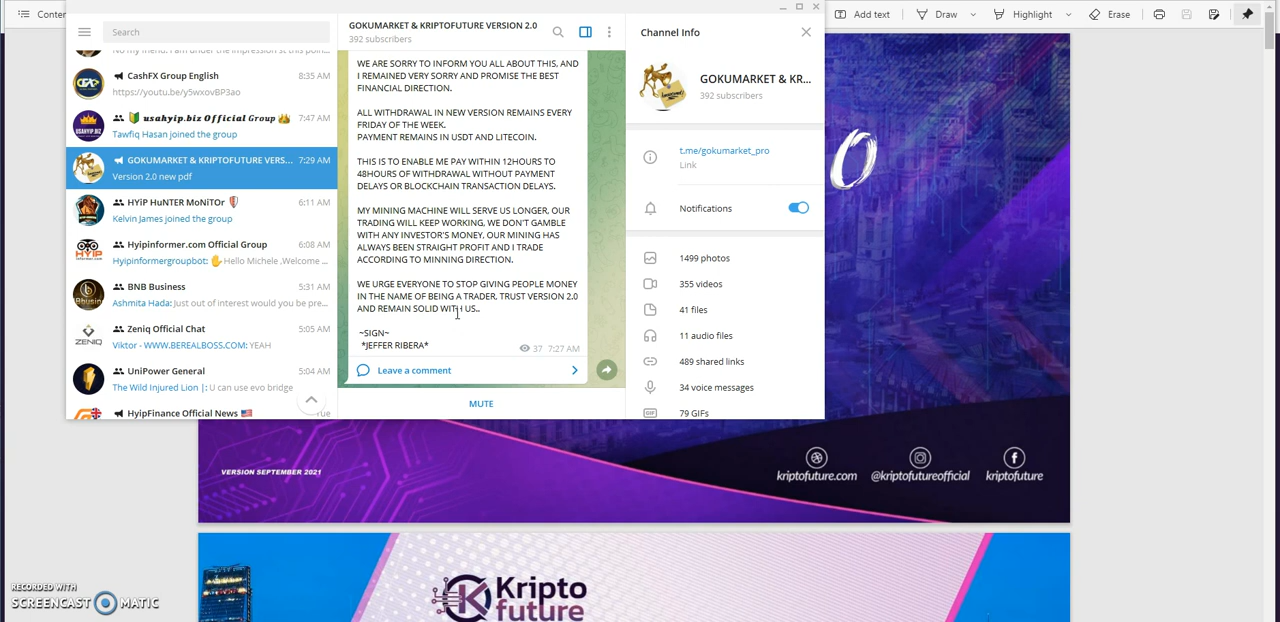 Conten
Add text
Draw
Highlight
Erase
Search
GOKUMARKET & KRIPTOFUTURE VERSION 2.0
392 subscribers
Channel Info
CashFX Group English
8:35 AM
https://youtu.be/y5wxovBP3ao
usahyip.biz Official Group
7:47 AM
Tawfiq Hasan joined the group
GOKUMARKET & KRIPTOFUTURE VERS...
7:29 AM
Version 2.0 new pdf
HYiP HuNTER MoNiTOr
6:11 AM
Kelvin James joined the group
Hyipinformer.com Official Group
6:08 AM
Hyipinformergroupbot: Hello Michele ,Welcome ...
BNB Business
5:31 AM
Ashmita Hada: Just out of interest would you be pre...
Zeniq Official Chat
5:05 AM
Viktor - WWW.BEREALBOSS.COM: YEAH
UniPower General
5:04 AM
The Wild Injured Lion |: U can use evo bridge
HyipFinance Official News
Tue
WE ARE SORRY TO INFORM YOU ALL ABOUT THIS, AND
I REMAINED VERY SORRY AND PROMISE THE BEST
FINANCIAL DIRECTION.
ALL WITHDRAWAL IN NEW VERSION REMAINS EVERY
FRIDAY OF THE WEEK.
PAYMENT REMAINS IN USDT AND LITECOIN.
THIS IS TO ENABLE ME PAY WITHIN 12HOURS TO
48HOURS OF WITHDRAWAL WITHOUT PAYMENT
DELAYS OR BLOCKCHAIN TRANSACTION DELAYS.
MY MINING MACHINE WILL SERVE US LONGER, OUR
TRADING WILL KEEP WORKING, WE DON'T GAMBLE
WITH ANY INVESTOR'S MONEY, OUR MINING HAS
ALWAYS BEEN STRAIGHT PROFIT AND I TRADE
ACCORDING TO MINNING DIRECTION.
WE URGE EVERYONE TO STOP GIVING PEOPLE MONEY
IN THE NAME OF BEING A TRADER. TRUST VERSION 2.0
AND REMAIN SOLID WITH US..
~SIGN~
*JEFFER RIBERA*
37 7:27 AM
Leave a comment
MUTE
GOKUMARKET & KR...
392 subscribers
t.me/gokumarket_pro
Link
Notifications
1499 photos
355 videos
41 files
11 audio files
489 shared links
34 voice messages
GIF
79 GIFs
VERSION SEPTEMBER 2021
kriptofuture.com
@kriptofutureofficial
kriptofuture
Kripto
future
RECORDED WITH
SCREENCAST MATIC